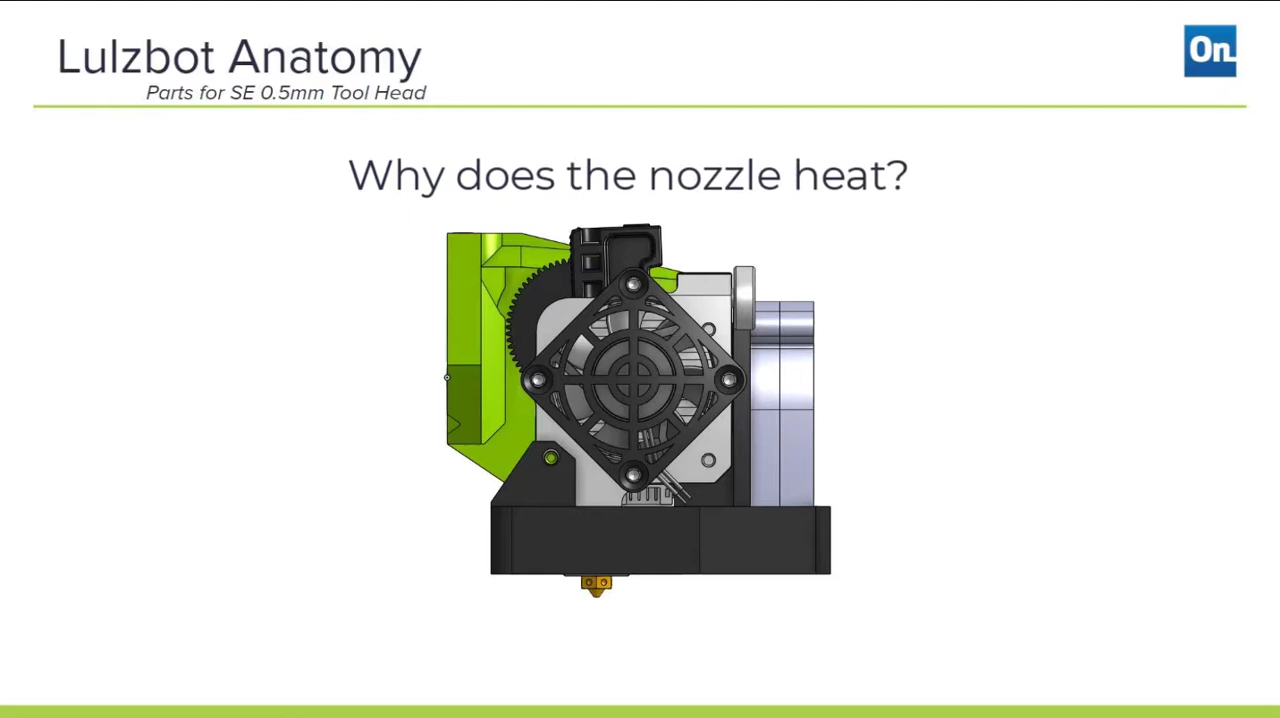 Lulzbot Anatomy
Parts for SE 0.5mm Tool Head
On
Why does the nozzle heat?